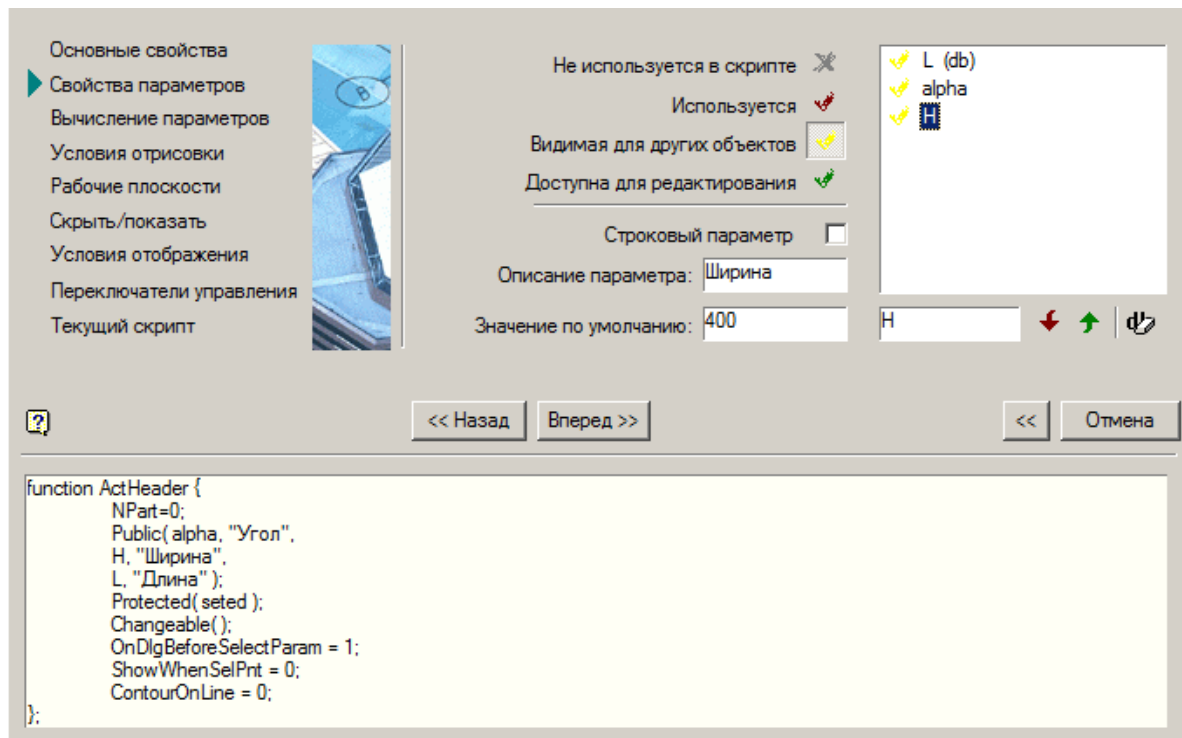 Основные свойства
Свойства параметров
Вычисление параметров
Условия отрисовки
Рабочие плоскости
Скрыть/показать
Условия отображения
Переключатели управления
Текущий скрипт
Не используется в скрипте
Используется
Видимая для других объектов
Доступна для редактирования
Строковый параметр
Описание параметра: Ширина
Значение по умолчанию: 400
L (db)
alpha
H
H
<< Назад
Вперед >>
<<
Отмена
function ActHeader {
NPart=0;
Public( alpha, "Угол",
H, "Ширина",
L, "Длина" );
Protected( seted );
Changeable( );
OnDlgBeforeSelectParam = 1;
ShowWhenSelPnt = 0;
ContourOnLine = 0;
};